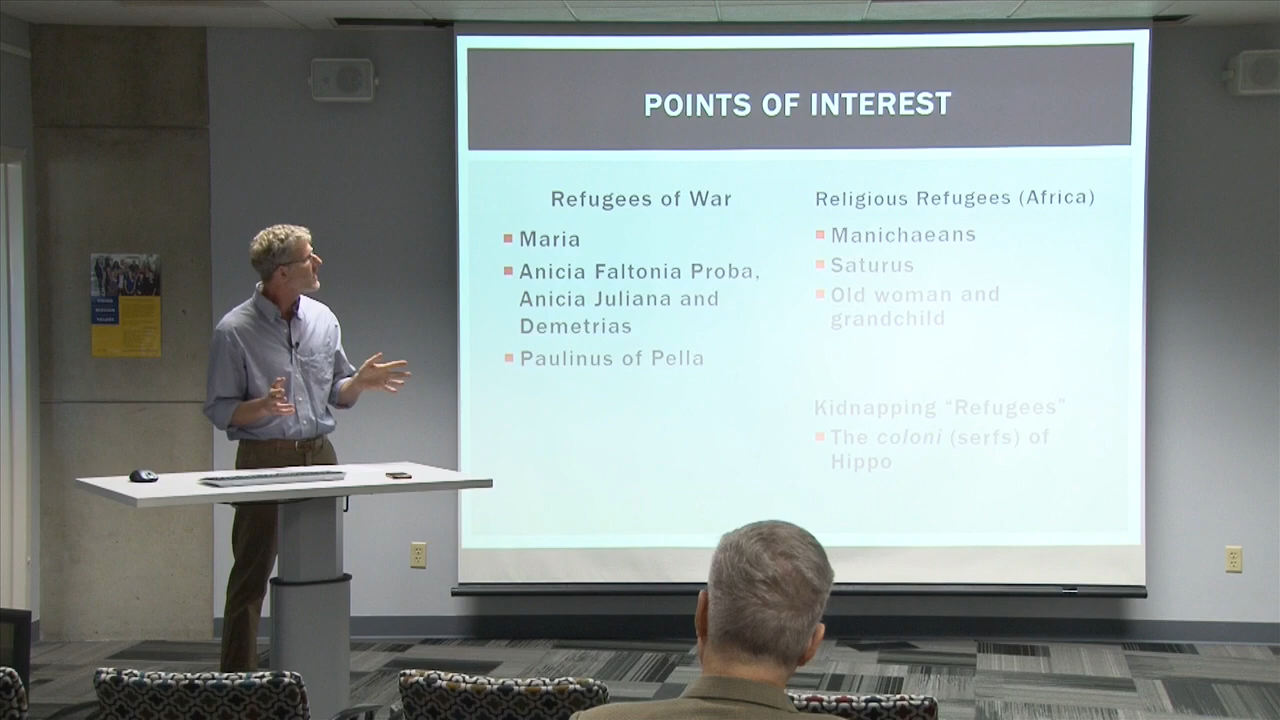 POINTS OF INTEREST
Refugees of War
Maria
Anicia Faltonia Proba,
Anicia Juliana and
Demetrias
Paulinus of Pella
Religious Refugees (Africa)
Manichaeans
Saturus
Old woman and
grandchild
Kidnapping “Refugees”
The coloni (serfs) of
Hippo